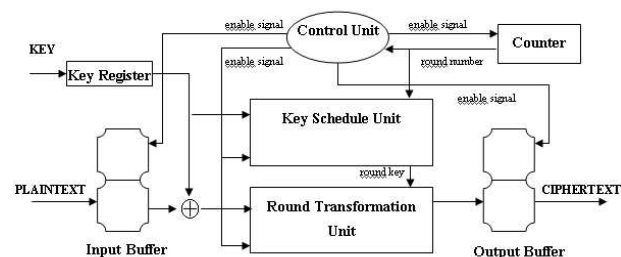 enable signal
Control Unit
enable signal
Counter
KEY
enable signal
round number
Key Register
enable signal
Key Schedule Unit
round key
PLAINTEXT
CIPHERTEXT
Round Transformation
Unit
Input Buffer
Output Buffer